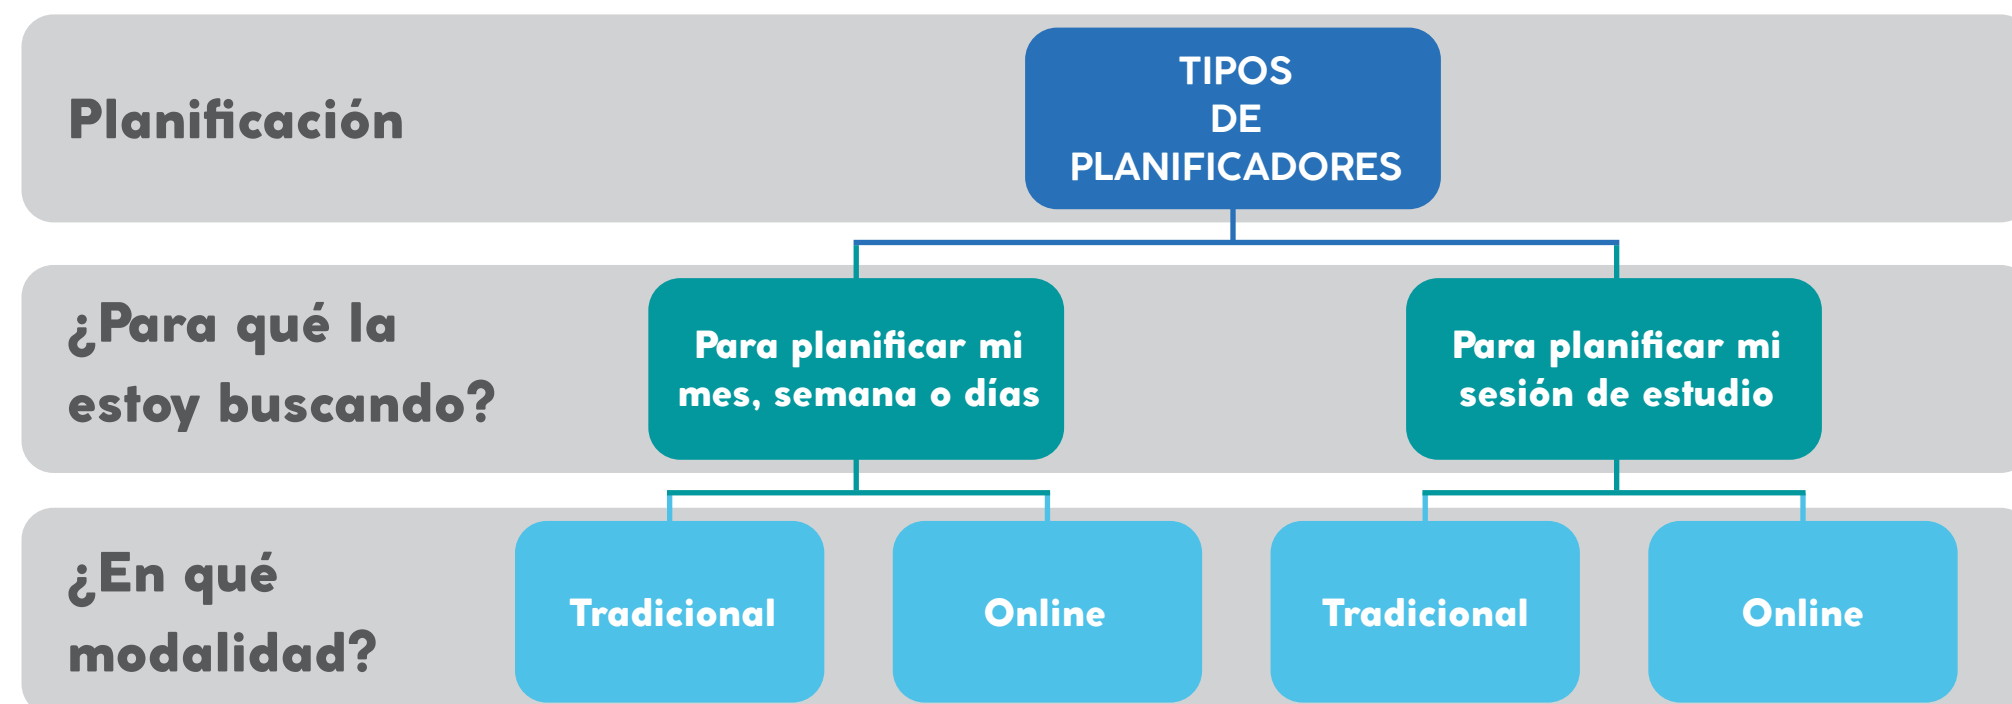 Planificación
TIPOS
DE
PLANIFICADORES
¿Para qué la
estoy buscando?
Para planificar mi
mes, semana o días
Para planificar mi
sesión de estudio
¿En qué
modalidad?
Tradicional
Online
Tradicional
Online